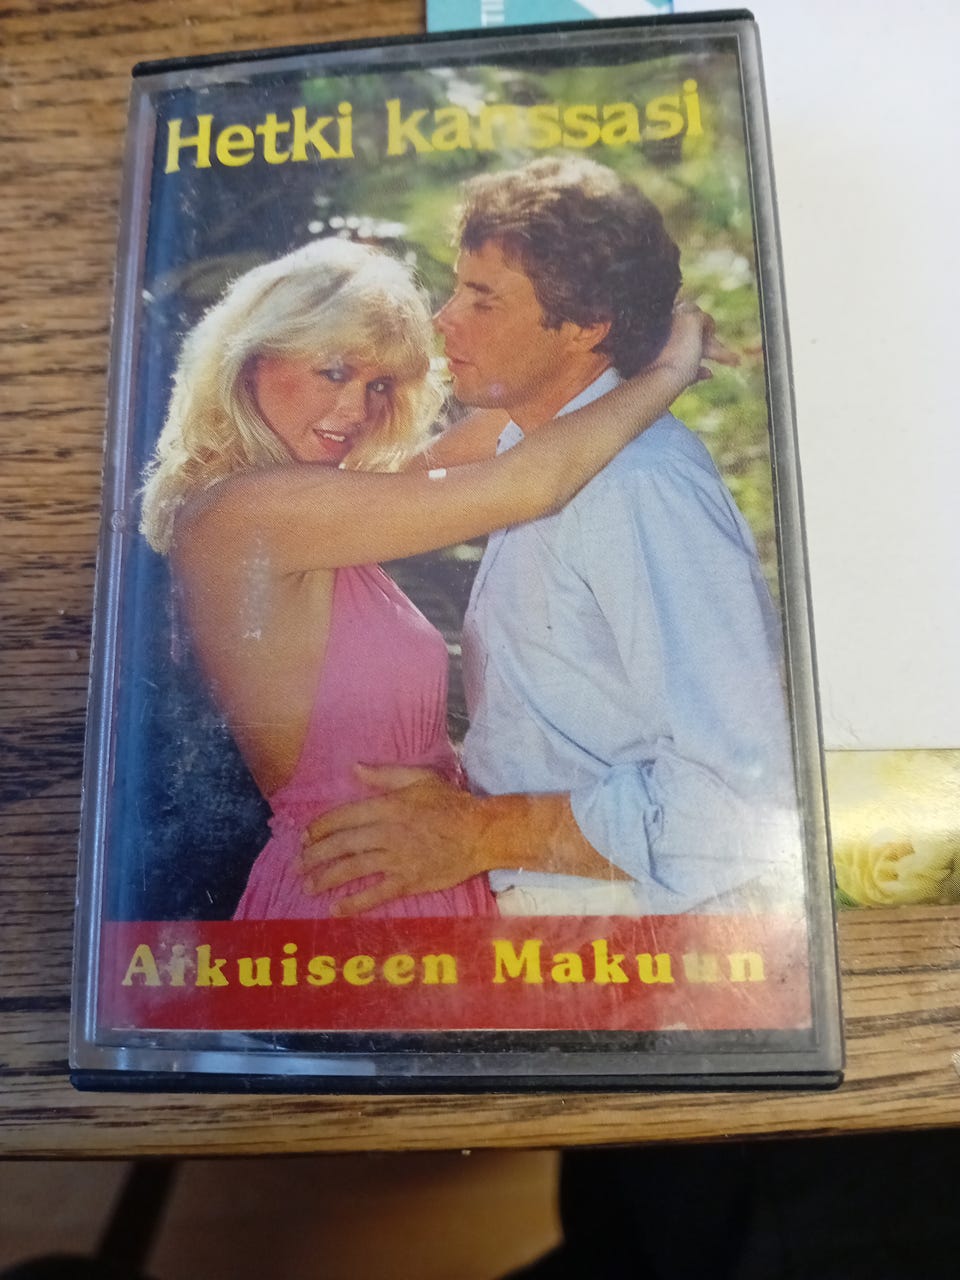 Hetki kanssasi
Aikuiseen Makuun